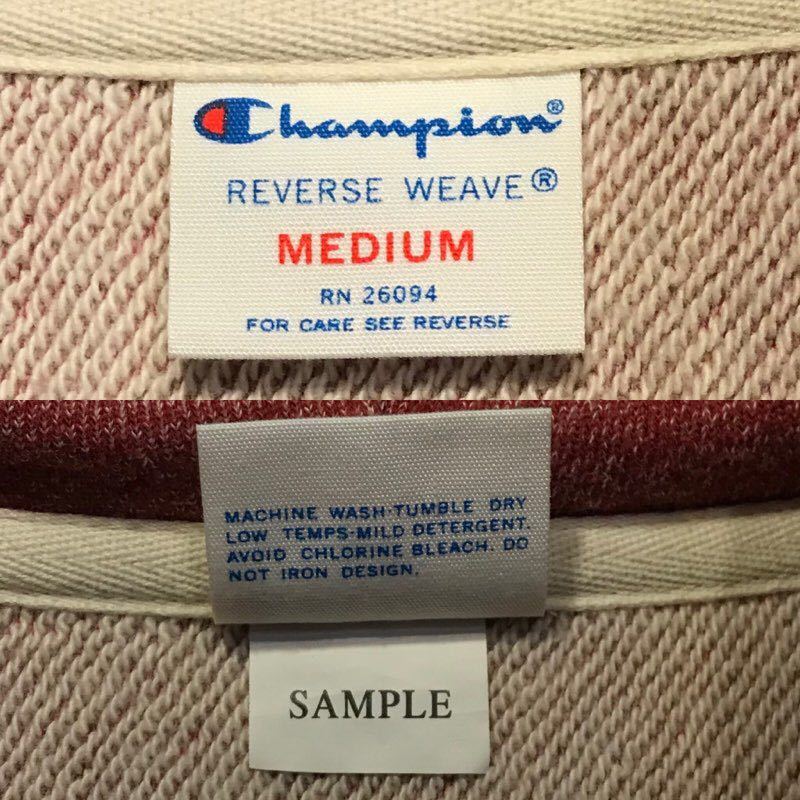 Champion®
REVERSE WEAVE®
MEDIUM
RN 26094
FOR CARE SEE REVERSE
MACHINE WASH-TUMBLE DRY
LOW TEMPS-MILD DETERGENT.
AVOID CHLORINE BLEACH. DO
NOT IRON DESIGN.
SAMPLE